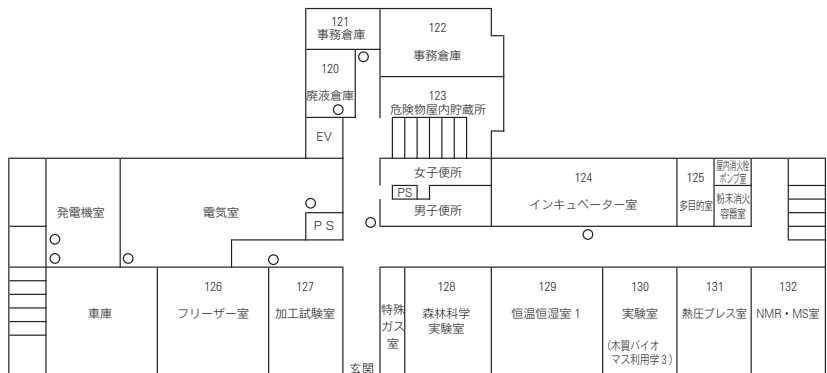 121
事務倉庫
122
事務倉庫
120
廃液倉庫
123
危険物屋内貯蔵所
EV
発電機室
電気室
PS
女子便所
PS
男子便所
124
インキュベーター室
125
多目的室
屋内消火栓
ポンプ室
粉末消火
容器室
車庫
126
フリーザー室
127
加工試験室
玄関
特殊
ガス
室
128
森林科学
実験室
129
恒温恒湿室1
130
実験室
(木質バイオ
マス利用学3)
131
熱圧プレス室
132
NMR・MS室